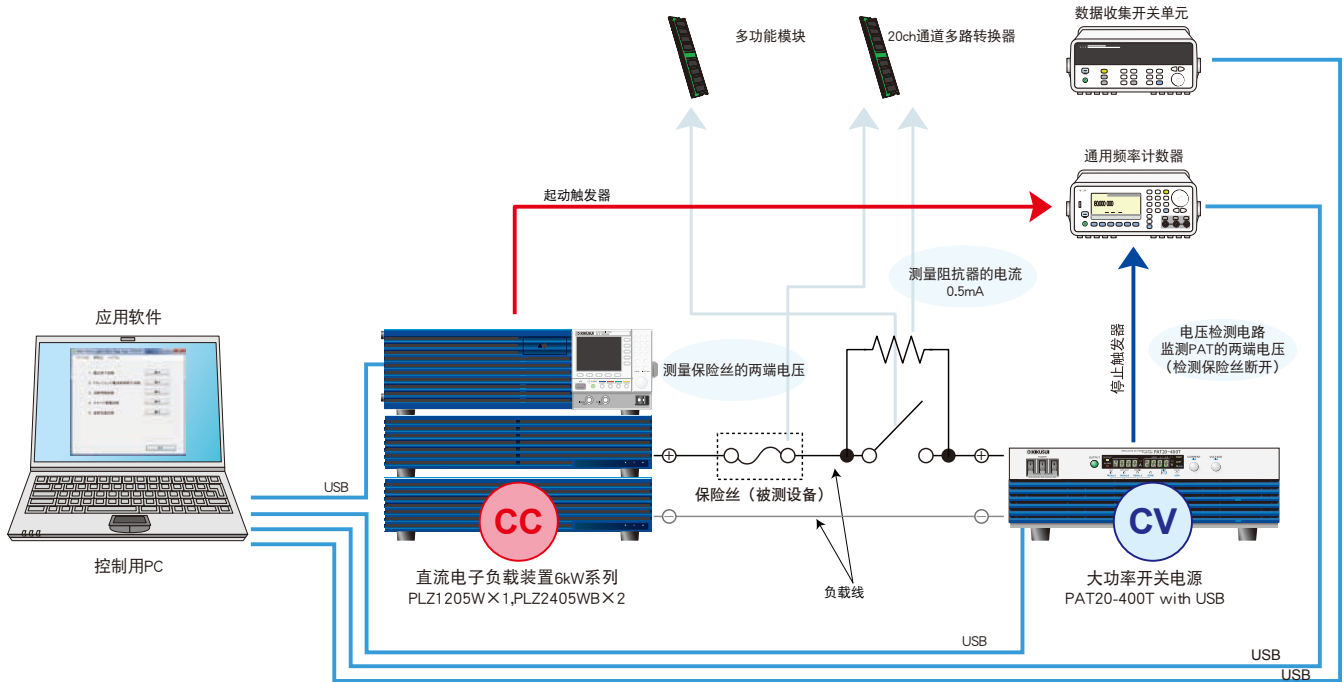 数据收集开关单元
多功能模块
20ch通道多路转换器
通用频率计数器
起动触发器
测量阻抗器的电流
0.5mA
应用软件
停止触发器
电压检测电路
监测PAT的两端电压
（检测保险丝断开）
KIKUSUI
测量保险丝的两端电压
KIKUSUI
PAT20-400T
USB
保险丝（被测设备）
CC
CV
控制用PC
直流电子负载装置6kW系列
PLZ1205W×1,PLZ2405WB×2
负载线
大功率开关电源
PAT20-400T with USB
USB
USB
USB